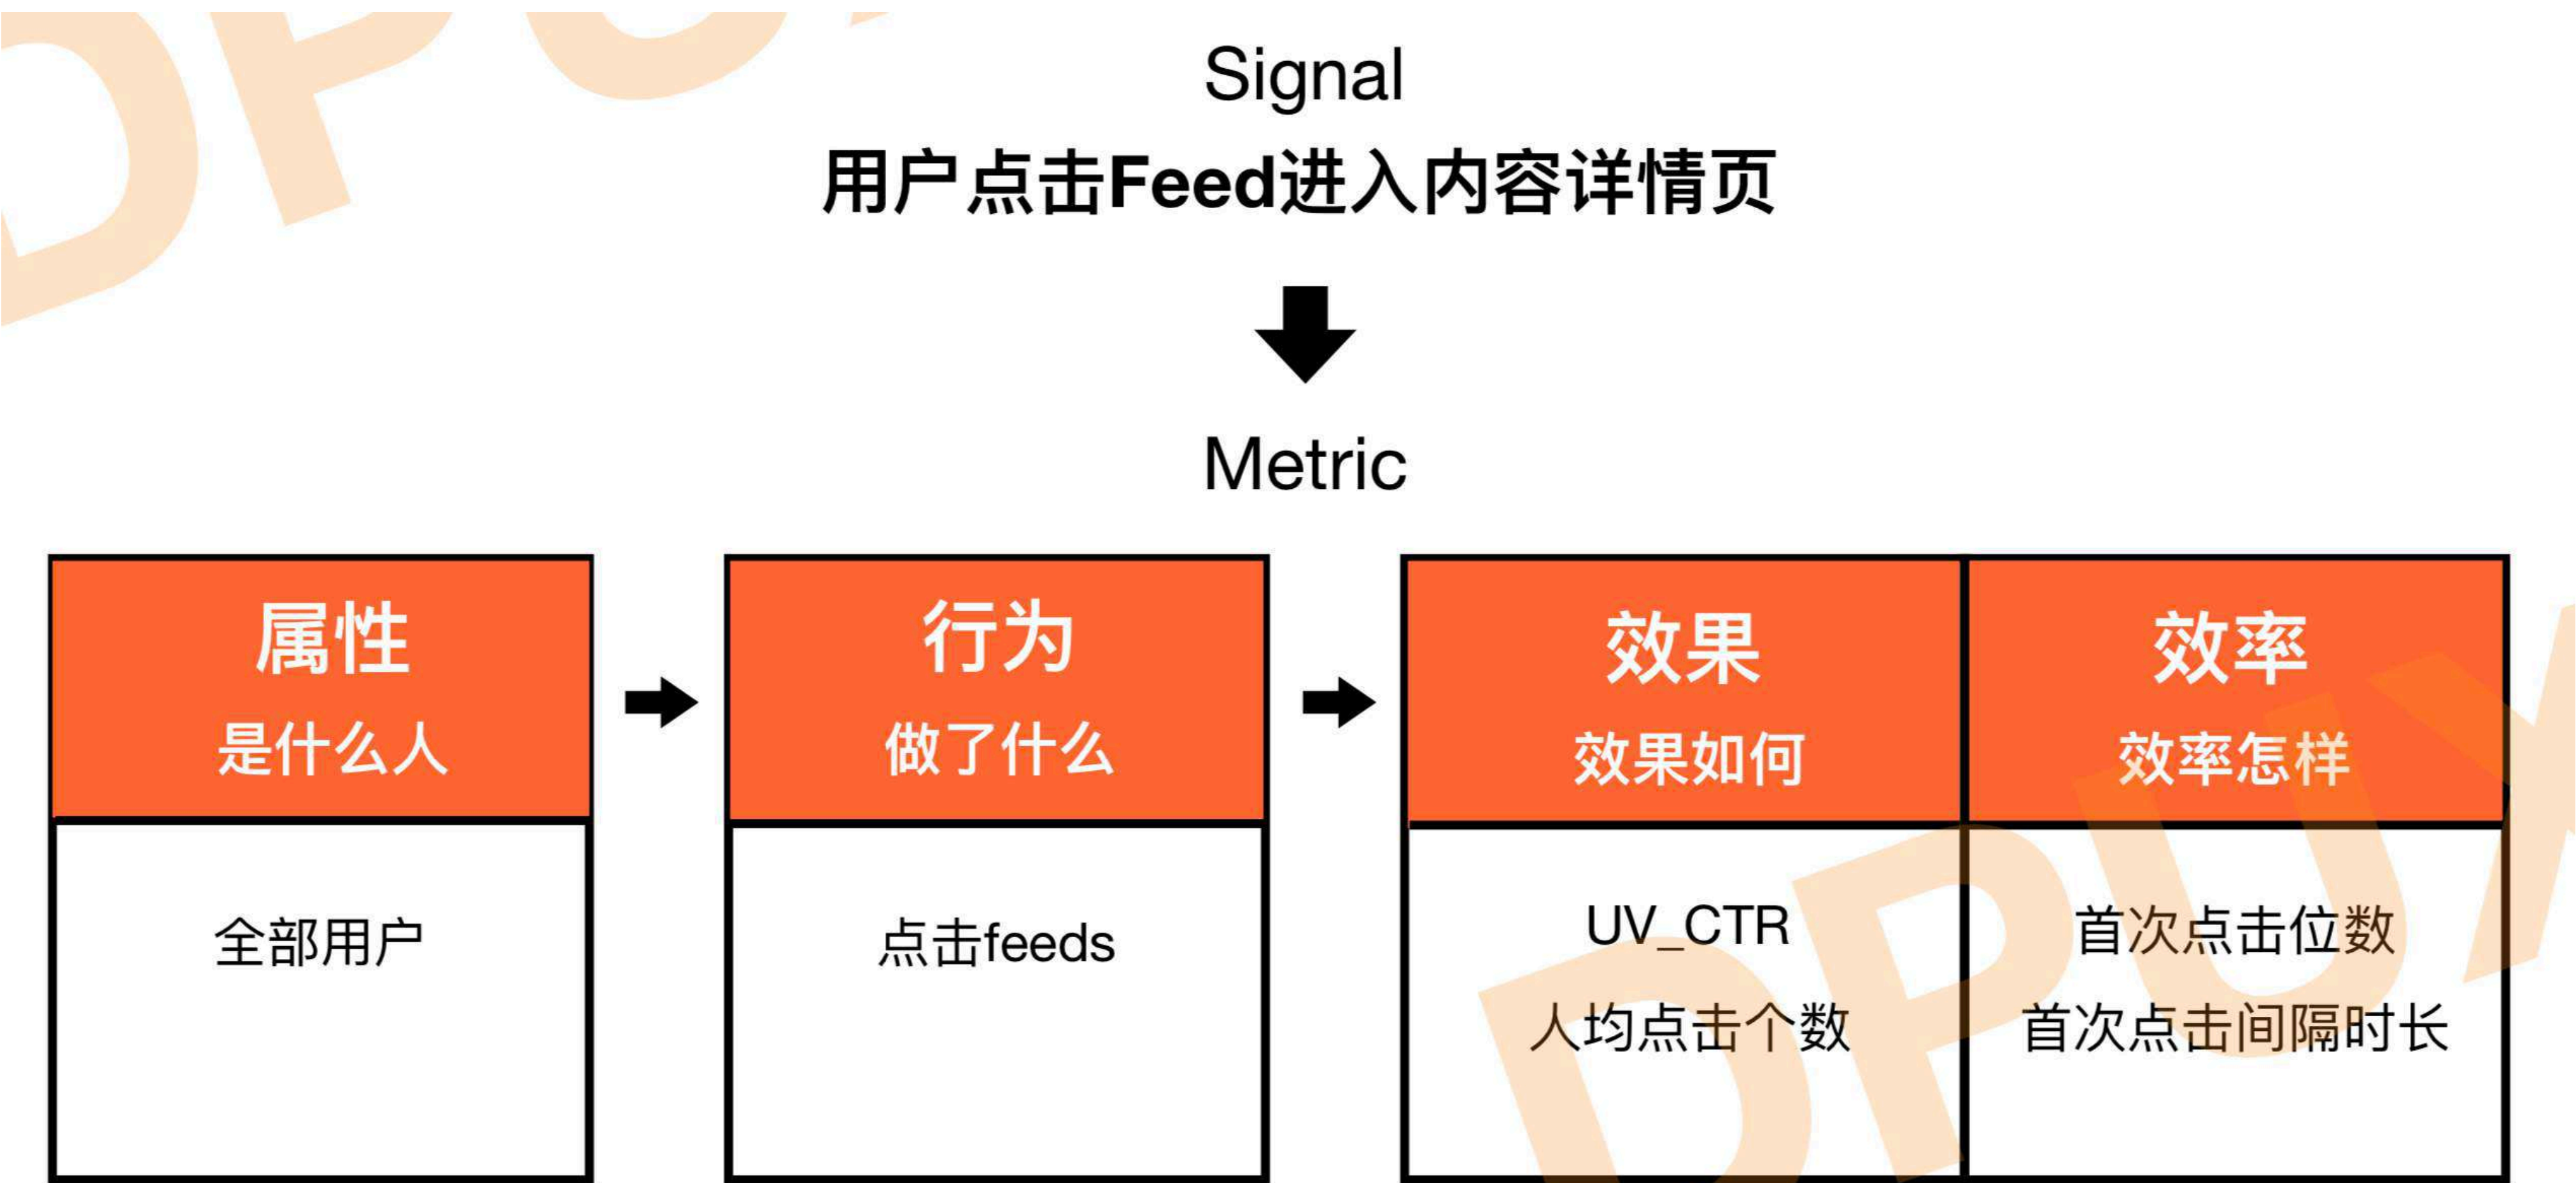 Signal
用户点击Feed进入内容详情页
Metric
属性
是什么人
全部用户
行为
做了什么
点击feeds
效果
效果如何
UV_CTR
人均点击个数
效率
效率怎样
首次点击位数
首次点击间隔时长
DPUX